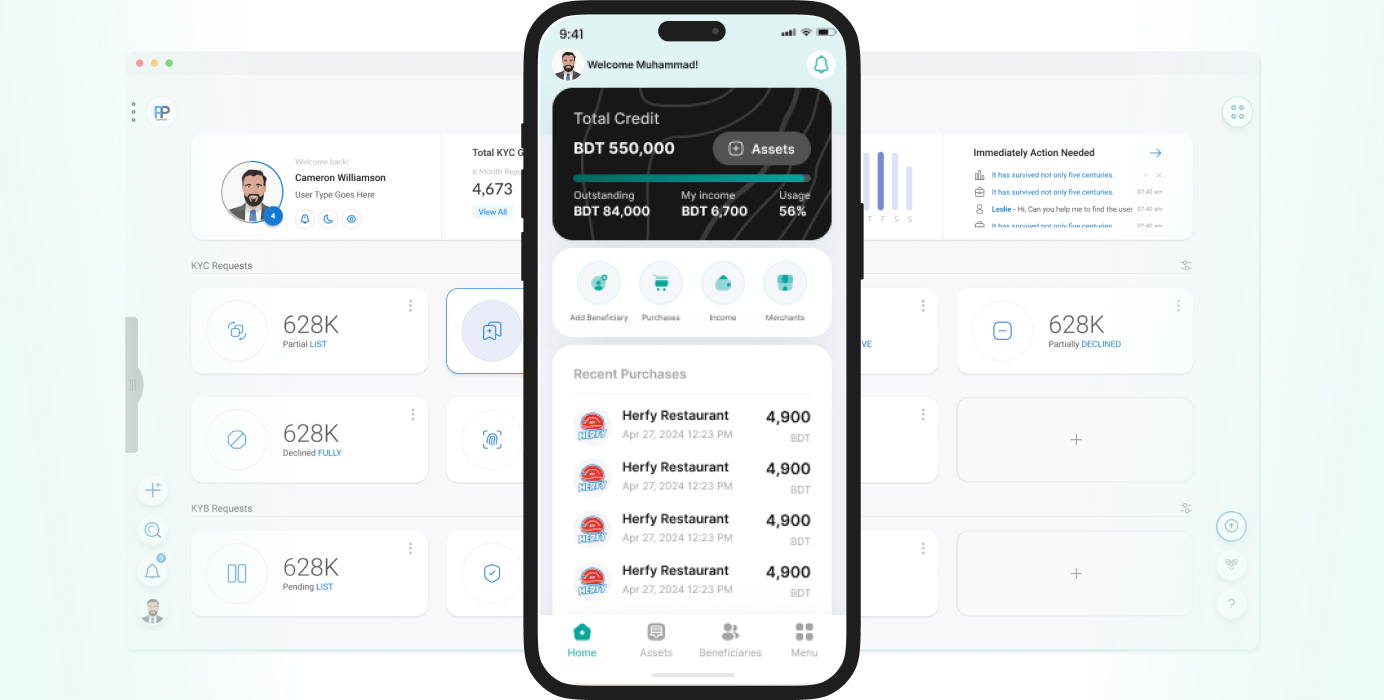 9:41
Welcome Muhammad!
Total Credit
BDT 550,000
Assets
Outstanding
BDT 84,000
My income
BDT 6,700
Usage
56%
Add Beneficiary
Purchases
Income
Merchants
Recent Purchases
Herfy Restaurant
4,900
Apr 27, 2024 12:23 PM
BDT
HERFY
Herfy Restaurant
4,900
Apr 27, 2024 12:23 PM
BDT
HERFY
Herfy Restaurant
4,900
Apr 27, 2024 12:23 PM
BDT
HERFY
Herfy Restaurant
4,900
Apr 27, 2024 12:23 PM
BDT
HERFY
Home
Assets
Beneficiaries
Menu
Welcome back!
Cameron Williamson
User Type Goes Here
4
Total KYC G
6 Month Repo
4,673
View All
T F S S
Immediately Action Needed
It has survived not only five centuries.
It has survived not only five centuries.
07:40 am
Leslie - Hi, Can you help me to find the user
07:40 am
It has survived not only five centuries.
07:40 am
KYC Requests
628K
Partial LIST
VE
628K
Partially DECLINED
628K
Declined FULLY
KYB Requests
628K
Pending LIST
?